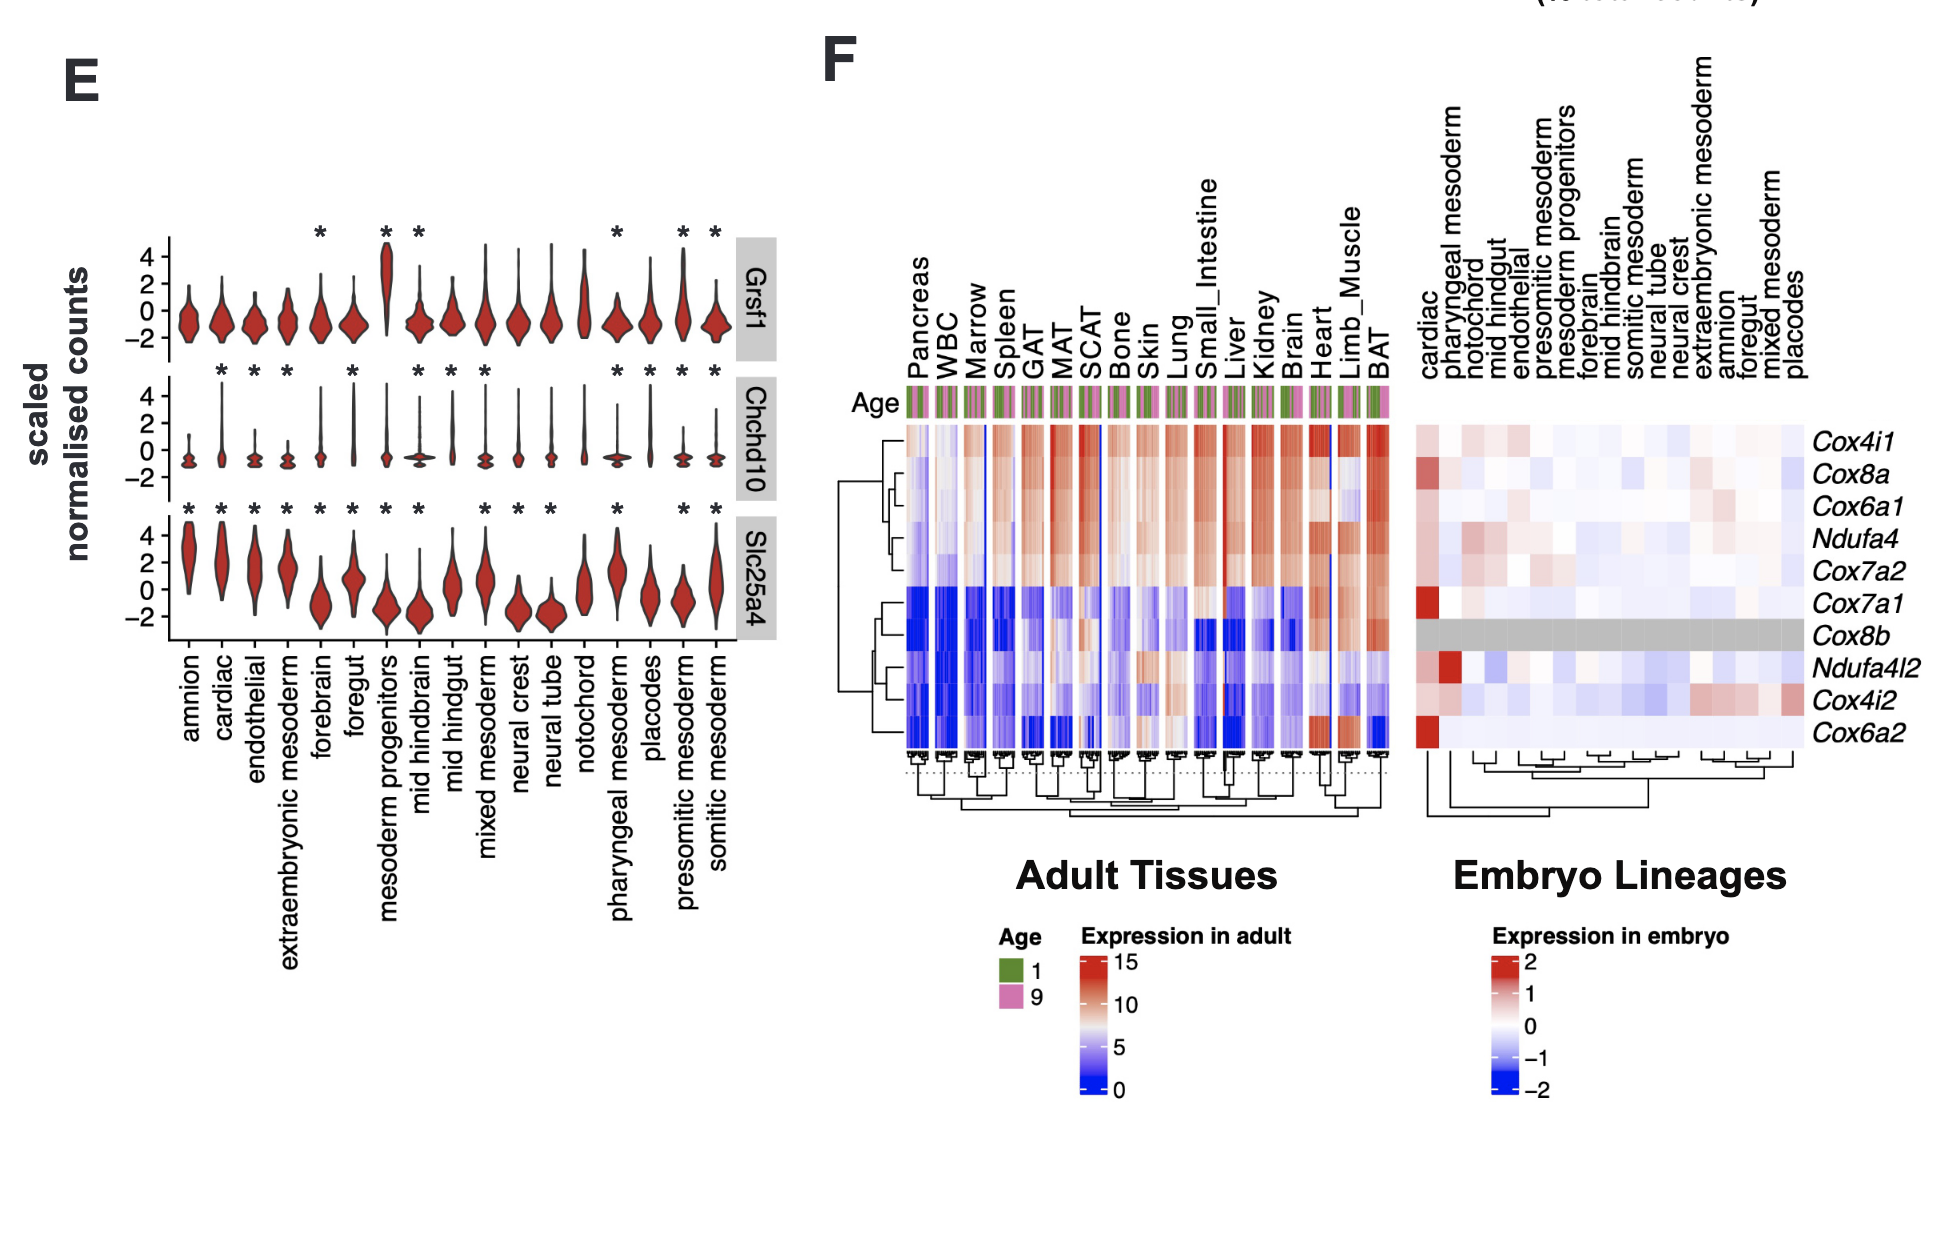 E
scaled
normalised counts
4
2
0
−2
Grsf1
* * * * * *
4
2
0
−2
Chchd10
* * * * * * * * * * *
4
2
0
−2
Slc25a4
* * * * * * * * * * * * * *
amnion
cardiac
endothelial
extraembryonic mesoderm
forebrain
foregut
mesoderm progenitors
mid hindbrain
mid hindgut
mixed mesoderm
neural crest
neural tube
notochord
pharyngeal mesoderm
placodes
presomitic mesoderm
somitic mesoderm
F
Pancreas
WBC
Marrow
Spleen
GAT
MAT
SCAT
Bone
Skin
Lung
Small_Intestine
Liver
Kidney
Brain
Heart
Limb_Muscle
BAT
Age
cardiac
pharyngeal mesoderm
notochord
mid hindgut
endothelial
presomitic mesoderm
mesoderm progenitors
forebrain
mid hindbrain
somitic mesoderm
neural tube
neural crest
extraembryonic mesoderm
amnion
foregut
mixed mesoderm
placodes
Cox4i1
Cox8a
Cox6a1
Ndufa4
Cox7a2
Cox7a1
Cox8b
Ndufa4l2
Cox4i2
Cox6a2
Adult Tissues
Age
1
9
Expression in adult
15
10
5
0
Embryo Lineages
Expression in embryo
2
1
0
−1
−2